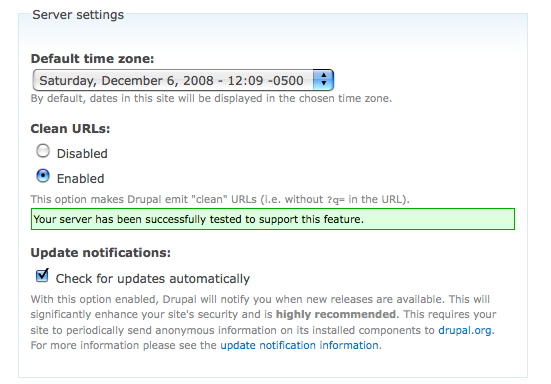 Server settings
Default time zone:
Saturday, December 6, 2008 - 12:09 -0500
By default, dates in this site will be displayed in the chosen time zone.
Clean URLs:
Disabled
Enabled
This option makes Drupal emit "clean" URLs (i.e. without ?q= in the URL).
Your server has been successfully tested to support this feature.
Update notifications:
Check for updates automatically
With this option enabled, Drupal will notify you when new releases are available. This will
significantly enhance your site's security and is highly recommended. This requires your
site to periodically send anonymous information on its installed components to drupal.org.
For more information please see the update notification information.